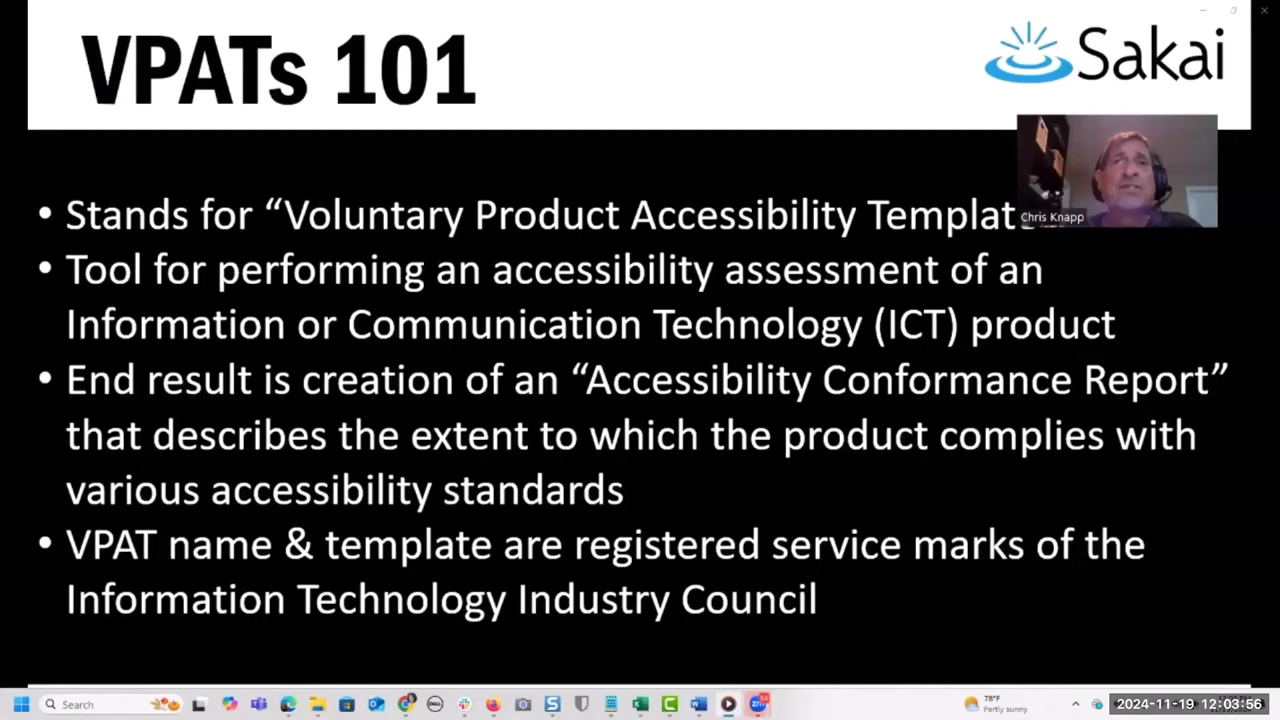 VPATs 101
Sakai
Chris Knapp
• Stands for “Voluntary Product Accessibility Templat
• Tool for performing an accessibility assessment of an
Information or Communication Technology (ICT) product
• End result is creation of an “Accessibility Conformance Report”
that describes the extent to which the product complies with
various accessibility standards
• VPAT name & template are registered service marks of the
Information Technology Industry Council
Search
DELL
78°F
Partly sunny
2024-11-19 12:03:56